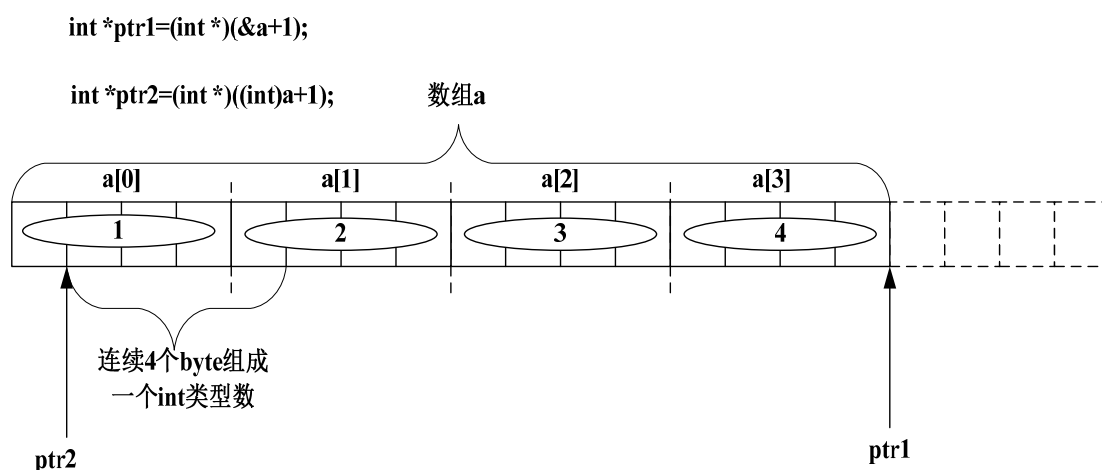 int *ptr1=(int *)(&a+1);
int *ptr2=(int *)((int)a+1);
数组a
a[0] a[1] a[2] a[3]
1 2 3 4
连续4个byte组成
一个int类型数
ptr2
ptr1